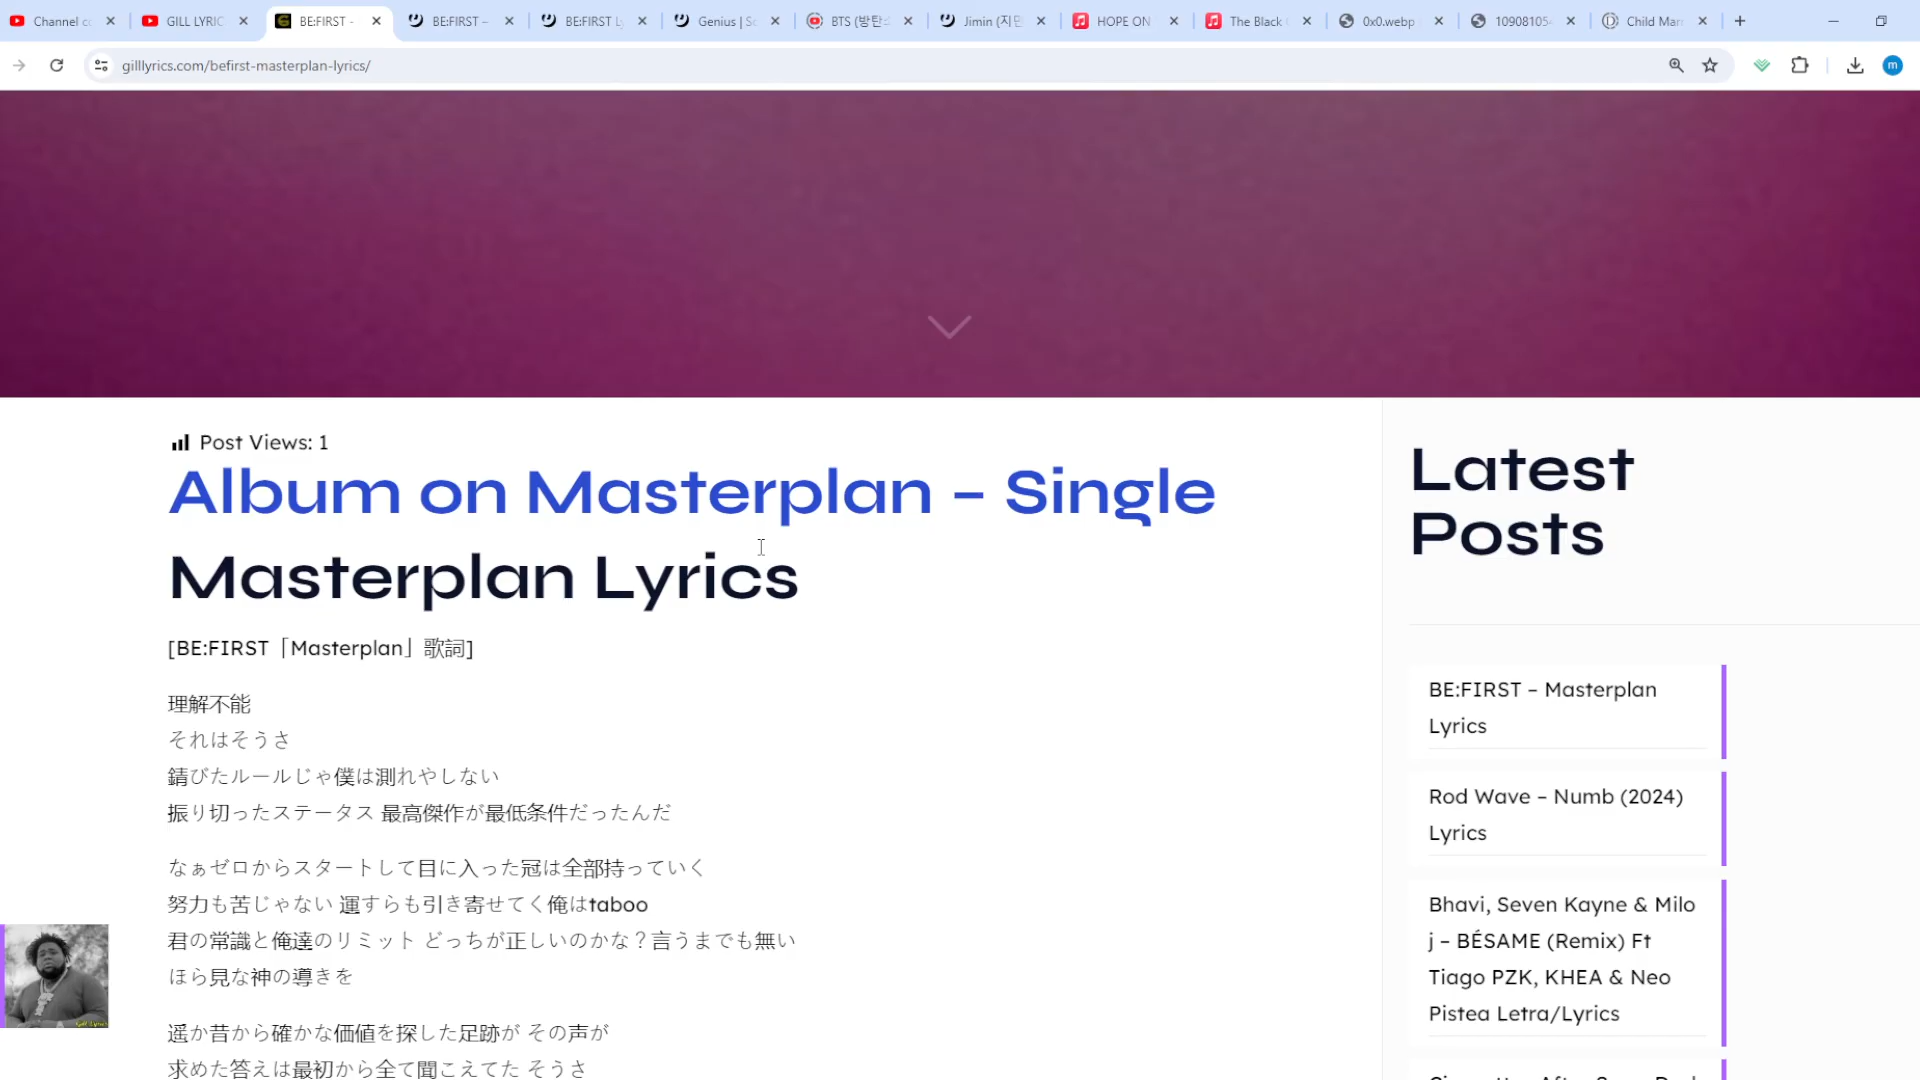 Channel co
GILL LYRIC
BE:FIRST -
BE:FIRST –
BE:FIRST Ly
Genius | So
BTS (방탄소
Jimin (지민
HOPE ON
The Black
0x0.webp
109081054
Child Marr
gilllyrics.com/befirst-masterplan-lyrics/
m
Post Views: 1
Album on Masterplan – Single
Masterplan Lyrics
[BE:FIRST「Masterplan」歌詞]
理解不能
それはそうさ
錆びたルールじゃ僕は測れやしない
振り切ったステータス 最高傑作が最低条件だったんだ
なぁゼロからスタートして目に入った冠は全部持っていく
努力も苦じゃない 運すらも引き寄せてく俺はtaboo
君の常識と俺達のリミット どっちが正しいのかな？言うまでも無い
ほら見な神の導きを
遥か昔から確かな価値を探した足跡が その声が
求めた答えは最初から全て聞こえてた そうさ
Latest
Posts
BE:FIRST – Masterplan
Lyrics
Rod Wave – Numb (2024)
Lyrics
Bhavi, Seven Kayne & Milo
j – BÉSAME (Remix) Ft
Tiago PZK, KHEA & Neo
Pistea Letra/Lyrics